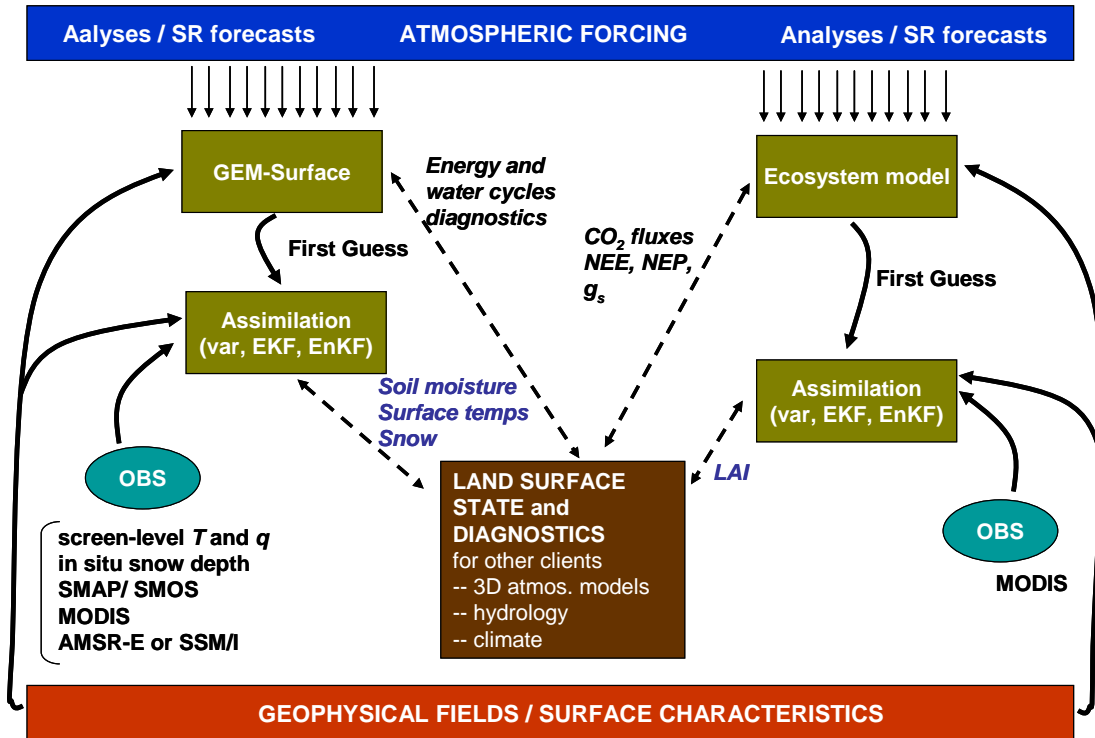 Aalyses / SR forecasts
ATMOSPHERIC FORCING
Analyses / SR forecasts
GEM-Surface
Energy and
water cycles
diagnostics
First Guess
Assimilation
(var, EKF, EnKF)
Soil moisture
Surface temps
Snow
OBS
screen-level T and q
in situ snow depth
SMAP/ SMOS
MODIS
AMSR-E or SSM/I
LAND SURFACE
STATE and
DIAGNOSTICS
for other clients
-- 3D atmos. models
-- hydrology
-- climate
Ecosystem model
CO2 fluxes
NEE, NEP,
gs
First Guess
Assimilation
(var, EKF, EnKF)
LAI
OBS
MODIS
GEOPHYSICAL FIELDS / SURFACE CHARACTERISTICS